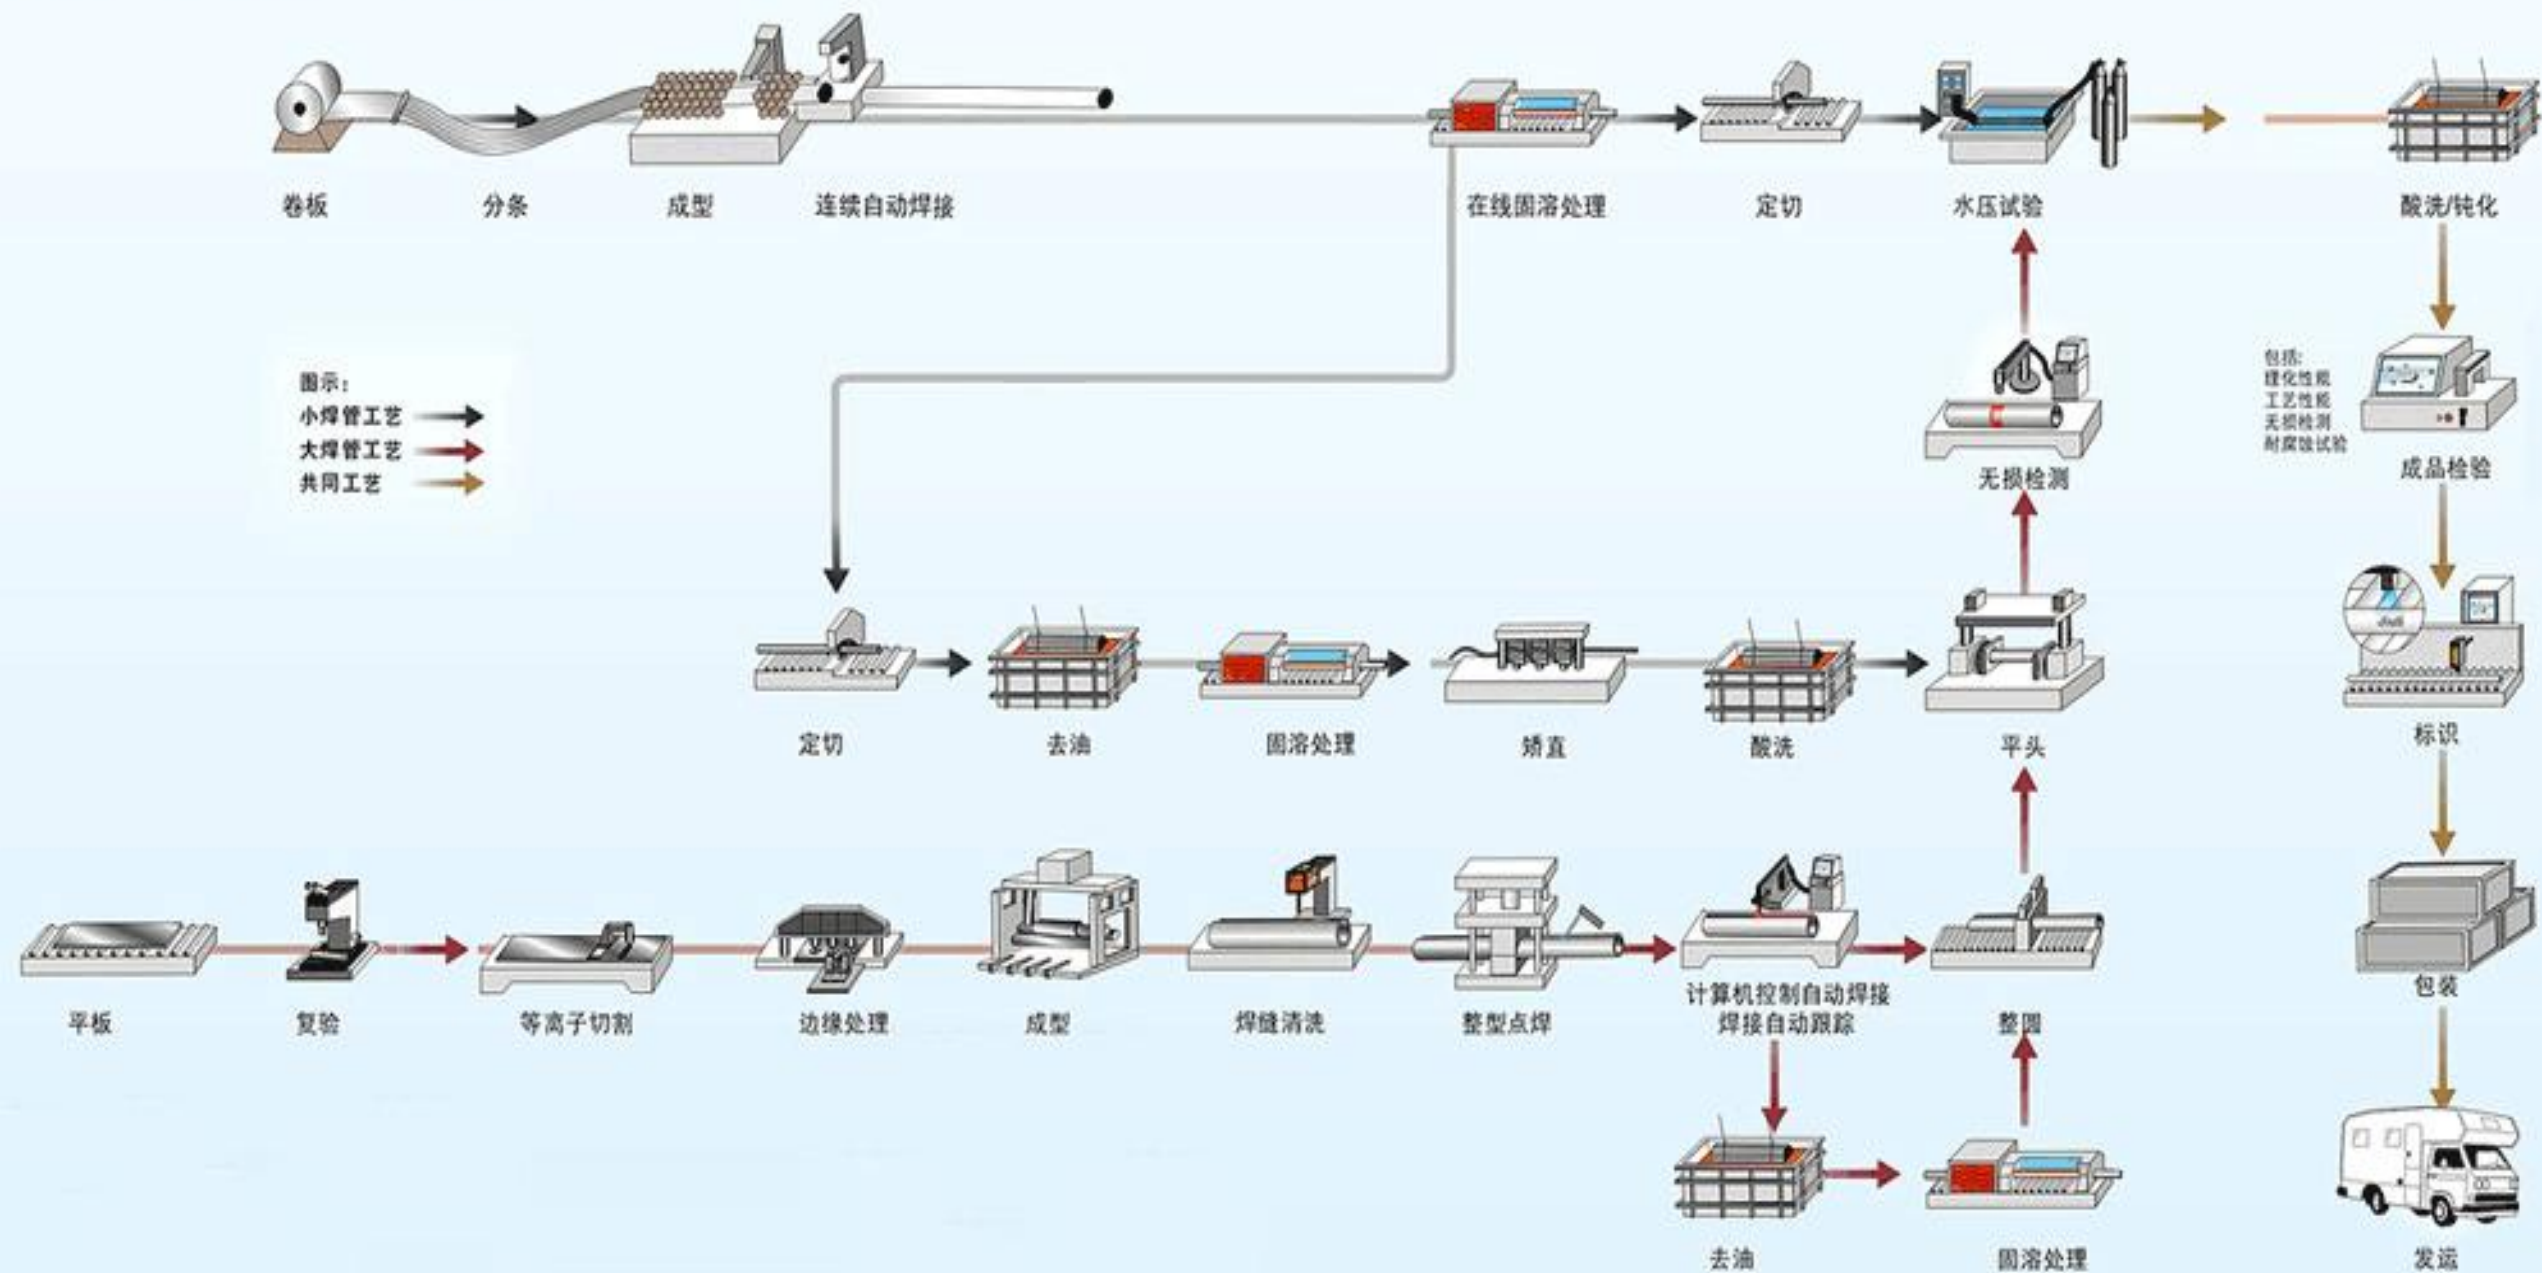 卷板
分条
成型
连续自动焊接
在线固溶处理
定切
水压试验
酸洗/钝化
图示：
小焊管工艺
大焊管工艺
共同工艺
无损检测
包括:
理化性能
工艺性能
无损检测
耐腐蚀试验
成品检验
定切
去油
固溶处理
矫直
酸洗
平头
标识
平板
复验
等离子切割
边缘处理
成型
焊缝清洗
整型点焊
计算机控制自动焊接
焊接自动跟踪
整圆
包装
去油
固溶处理
发运